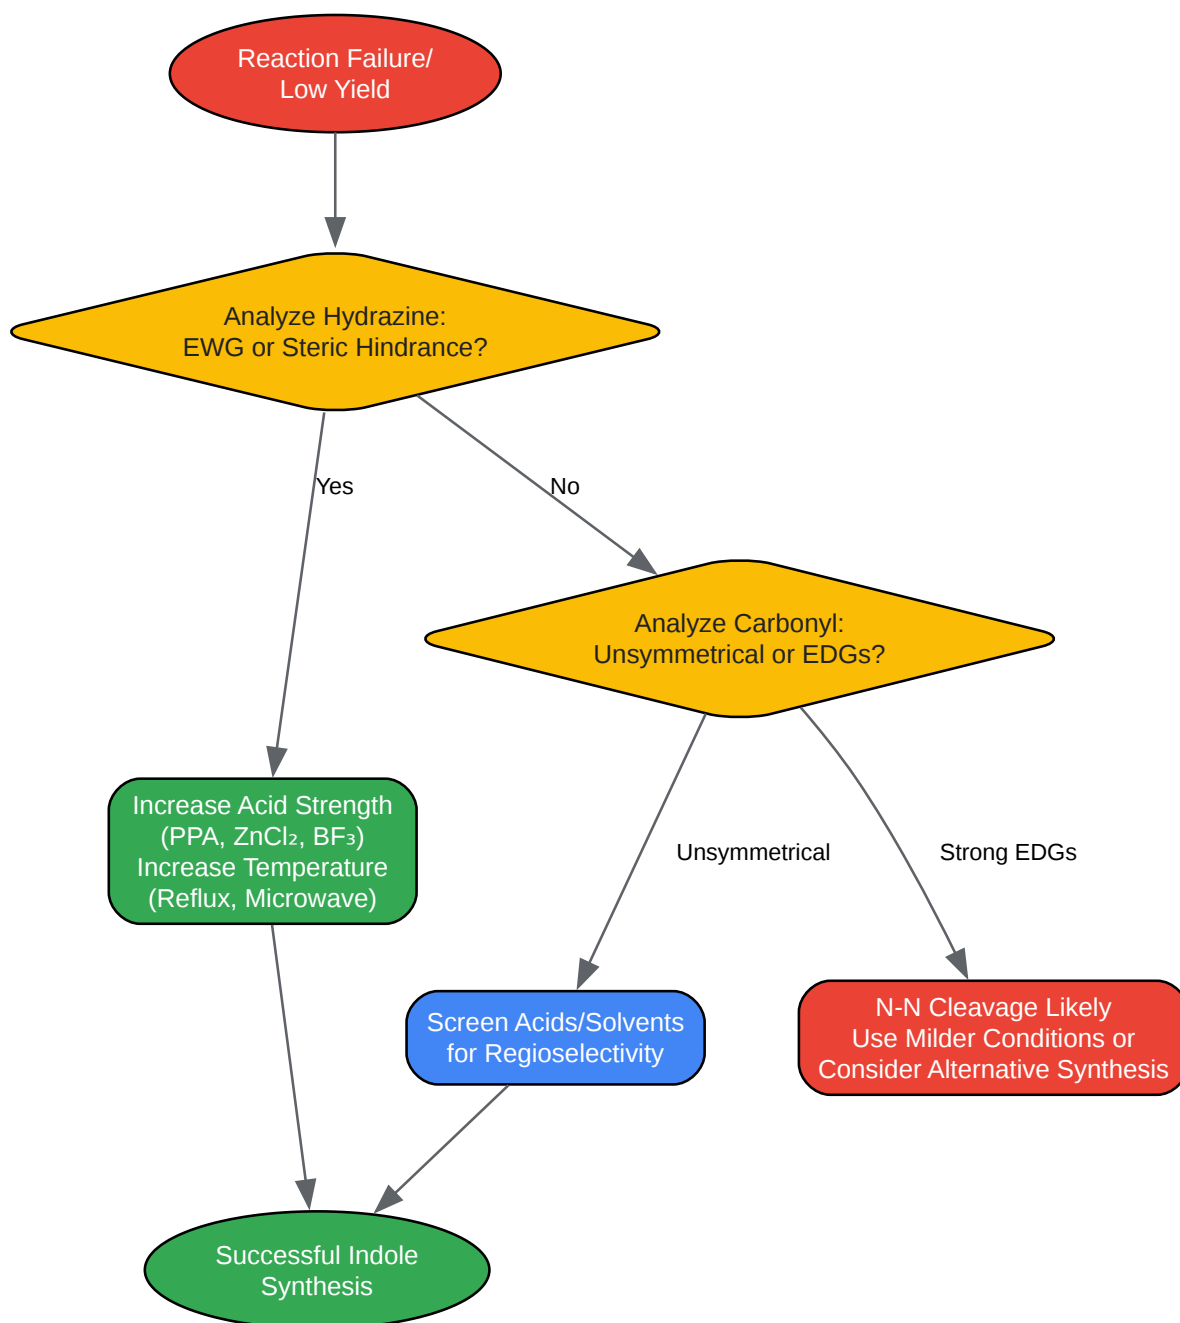 Reaction Failure/
Low Yield
Analyze Hydrazine:
EWG or Steric Hindrance?
Yes
No
Analyze Carbonyl:
Unsymmetrical or EDGs?
Increase Acid Strength
(PPA, ZnCl₂, BF₃)
Increase Temperature
(Reflux, Microwave)
Unsymmetrical
Strong EDGs
Screen Acids/Solvents
for Regioselectivity
N-N Cleavage Likely
Use Milder Conditions or
Consider Alternative Synthesis
Successful Indole
Synthesis